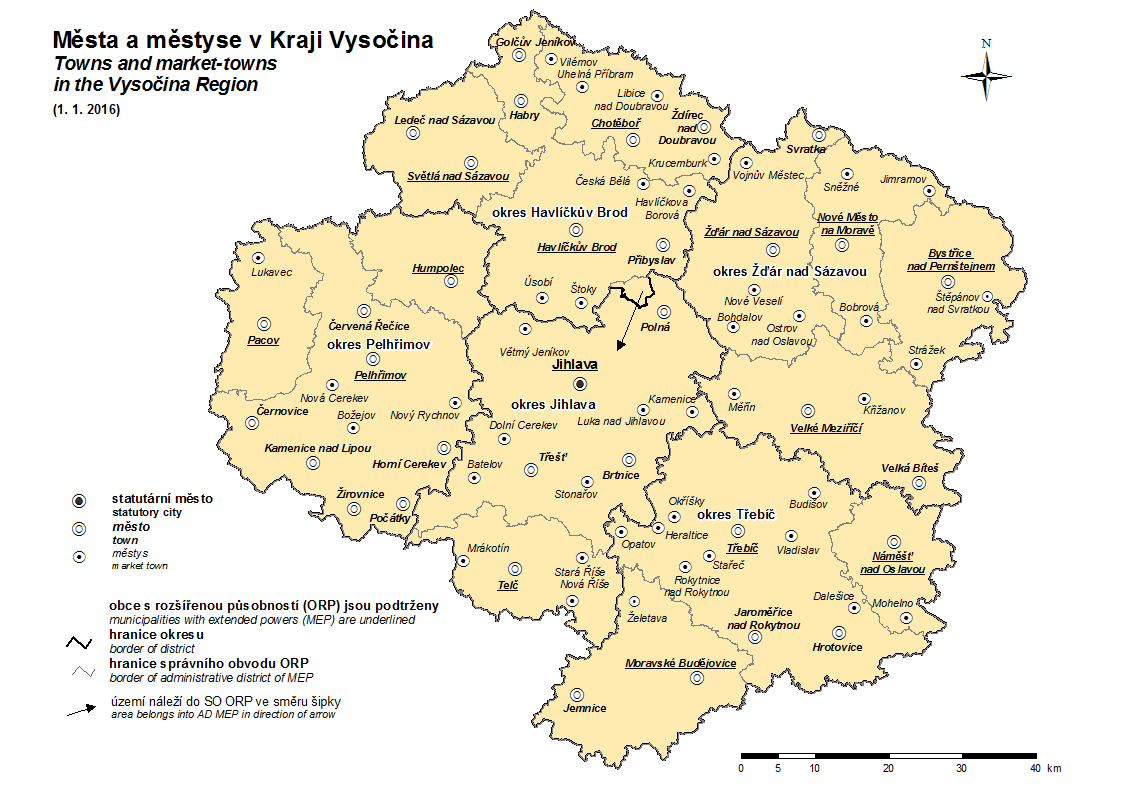 Města a městyse v Kraji Vysočina
Towns and market-towns
in the Vysočina Region
(1. 1. 2016)
N
Golčův Jeníkov
Vilémov
Uhelná Příbram
Libice
nad Doubravou
Habry
Ledeč nad Sázavou
Chotěboř
Ždírec
nad
Doubravou
Krucemburk
Světlá nad Sázavou
Česká Bělá
Havlíčkova
Borová
okres Havlíčkův Brod
Havlíčkův Brod
Přibyslav
Úsobí
Štoky
Svratka
Vojnův Městec
Sněžné
Jimramov
Nové Město
na Moravě
Žďár nad Sázavou
Bystřice
nad Pernštejnem
okres Žďár nad Sázavou
Nové Veselí
Bohdalov
Ostrov
nad Oslavou
Bobrová
Štěpánov
nad Svratkou
Strážek
Měřín
Křižanov
Velké Meziříčí
Velká Bíteš
Lukavec
Humpolec
Pacov
Červená Řečice
okres Pelhřimov
Pelhřimov
Nová Cerekev
Černovice
Božejov
Nový Rychnov
Kamenice nad Lipou
Horní Cerekev
Žirovnice
Počátky
Polná
Větrný Jeníkov
Jihlava
okres Jihlava
Kamenice
Luka nad Jihlavou
Dolní Cerekev
Batelov
Třešť
Brtnice
Stonařov
Mrákotín
Telč
Stará Říše
Nová Říše
Okříšky
Budišov
okres Třebíč
Heraltice
Opatov
Třebíč
Vladislav
Stařeč
Rokytnice
nad Rokytnou
Náměšť
nad Oslavou
Želetava
Jaroměřice
nad Rokytnou
Dalešice
Mohelno
Hrotovice
Moravské Budějovice
Jemnice
statutární město
statutory city
město
town
městys
market town
obce s rozšířenou působností (ORP) jsou podtrženy
municipalities with extended powers (MEP) are underlined
hranice okresu
border of district
hranice správního obvodu ORP
border of administrative district of MEP
území náleží do SO ORP ve směru šipky
area belongs into AD MEP in direction of arrow
0 5 10 20 30 40 km